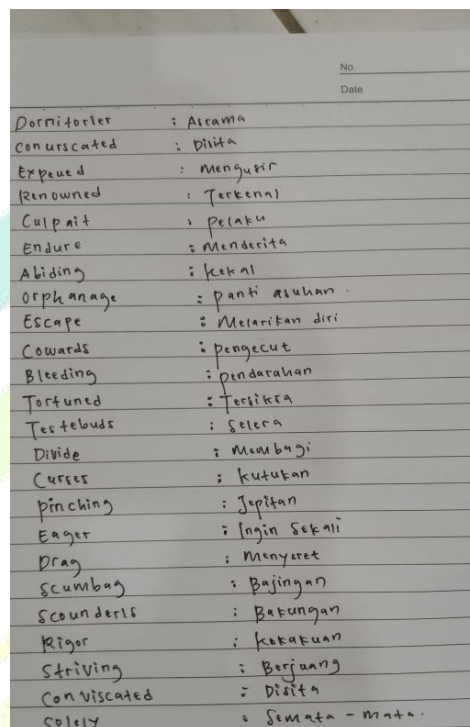 No.
Date
Dormitorier : Asrama
conurscated : Disita
Expeued : mengusir
Renowned : Terkenal
Culpait : pelaku
Endure : menderita
Abiding : kekal
orphanage : panti asuhan.
Escape : Melarikan diri
Cowards : pengecut
Bleeding : pendarahan
Tortuned : Tersiksa
Testebuds : selera
Divide : Membagi
Curses : kutukan
pinching : Jepitan
Eager : Ingin sekali
Drag : Menyeret
scumbag : Bajingan
scounderls : Bakungan
Rigor : kekakuan
striving : Berjuang
Conviscated : Disita
solely : semata - mata.